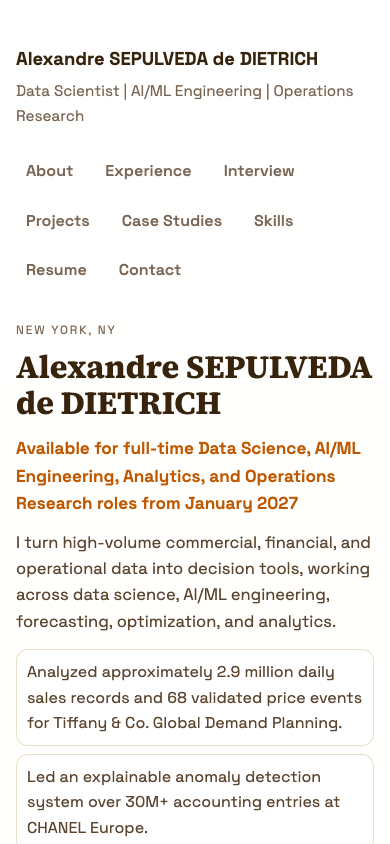 Alexandre SEPULVEDA de DIETRICH
Data Scientist | AI/ML Engineering | Operations
Research
About Experience Interview
Projects Case Studies Skills
Resume Contact
NEW YORK, NY
Alexandre SEPULVEDA
de DIETRICH
Available for full-time Data Science, AI/ML
Engineering, Analytics, and Operations
Research roles from January 2027
I turn high-volume commercial, financial, and
operational data into decision tools, working
across data science, AI/ML engineering,
forecasting, optimization, and analytics.
Analyzed approximately 2.9 million daily
sales records and 68 validated price events
for Tiffany & Co. Global Demand Planning.
Led an explainable anomaly detection
system over 30M+ accounting entries at
CHANEL Europe.